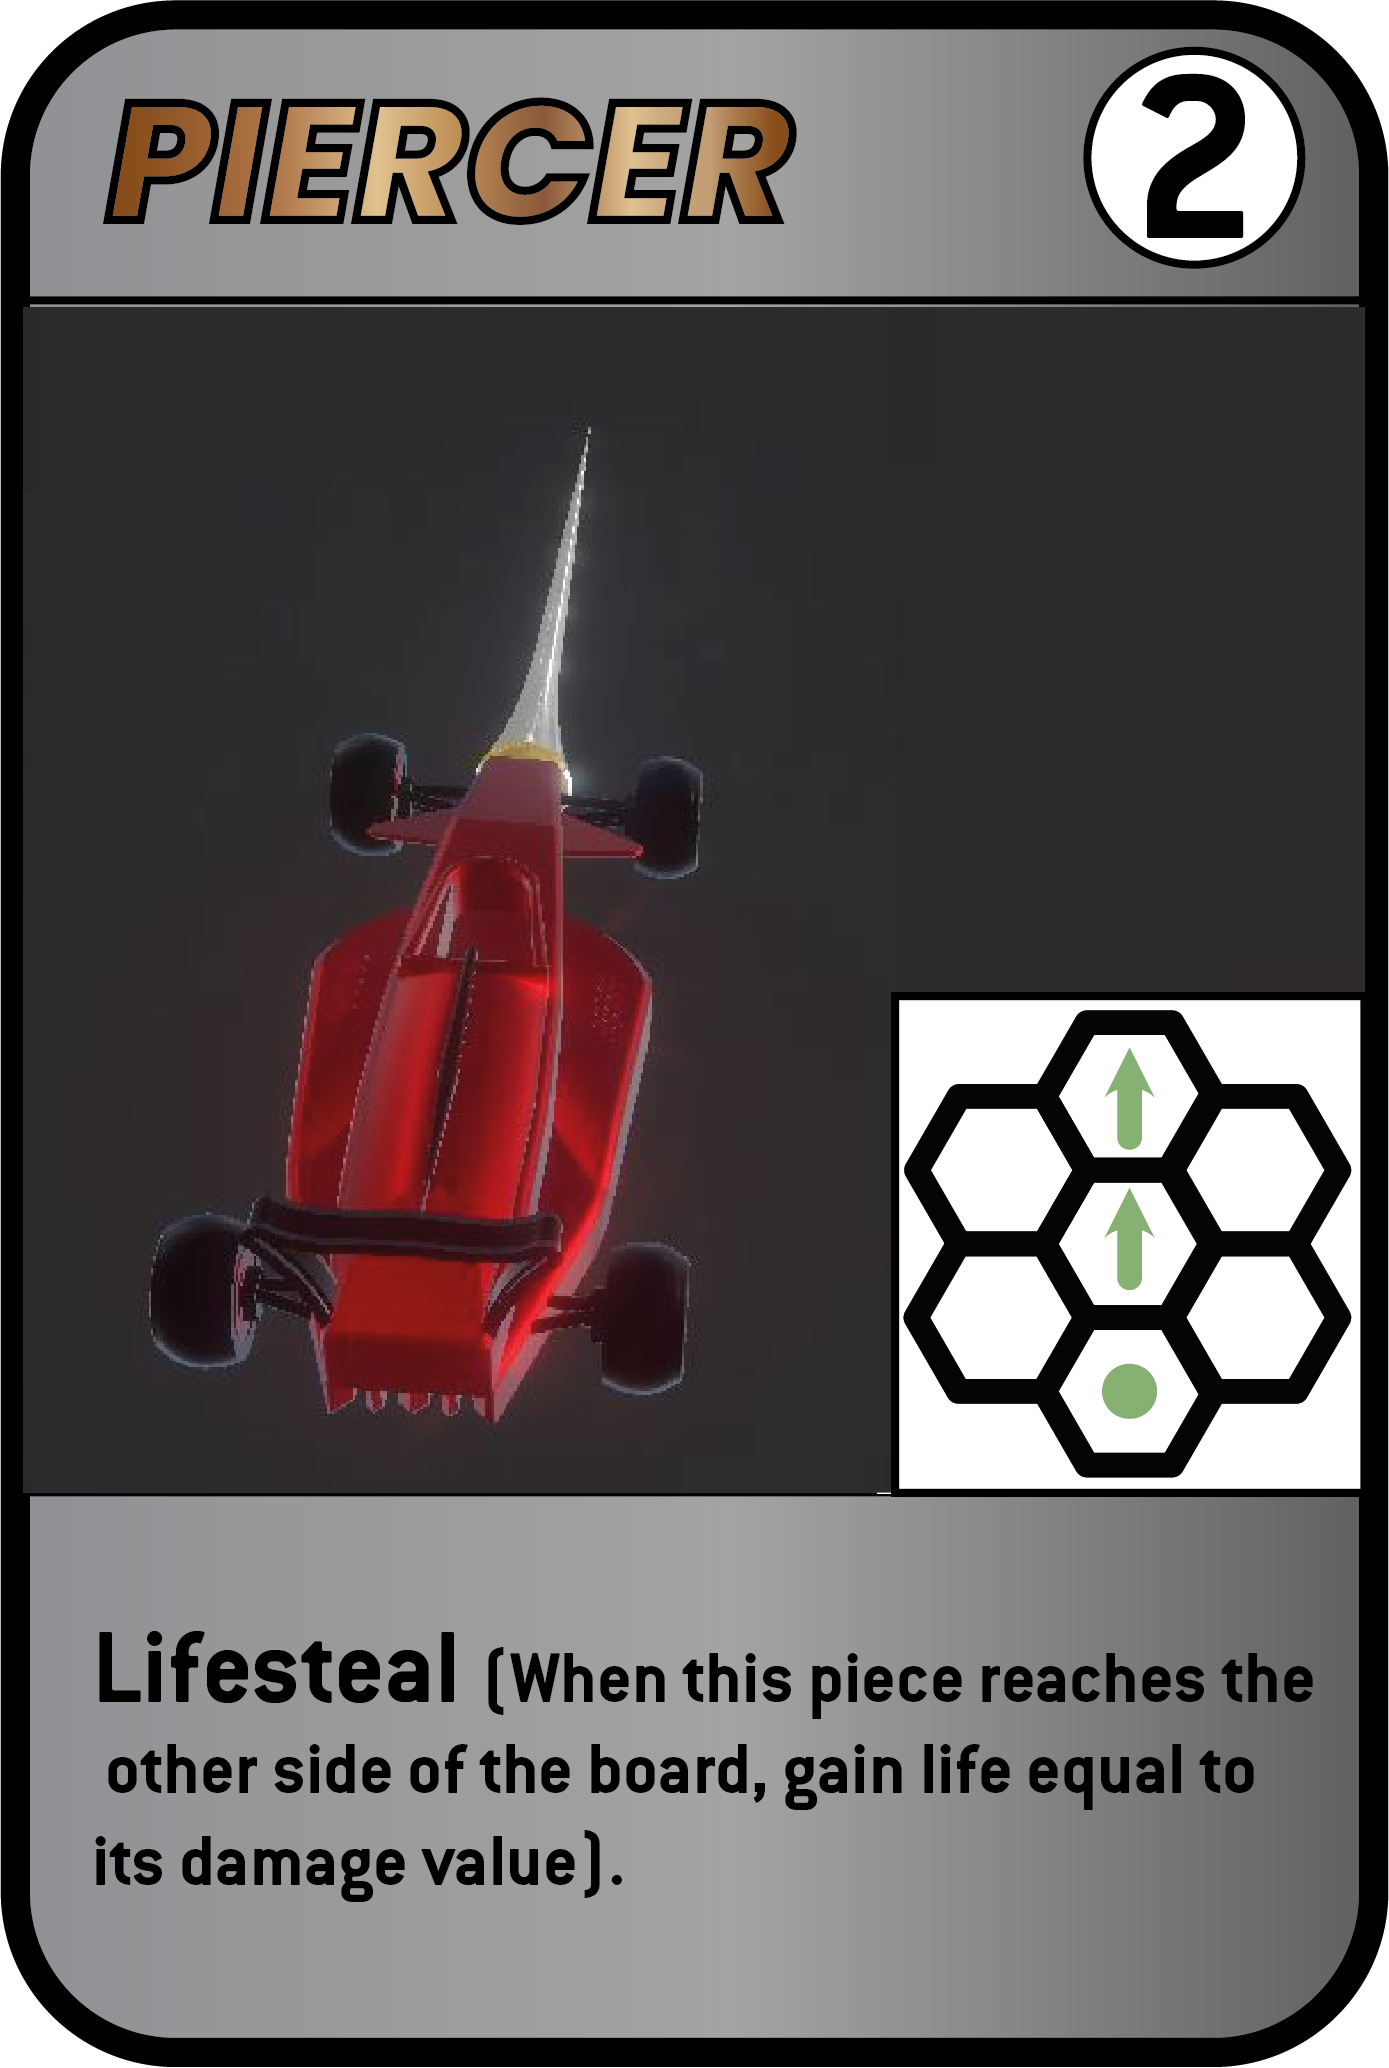 PIERCER
2
Lifesteal (When this piece reaches the
other side of the board, gain life equal to
its damage value).